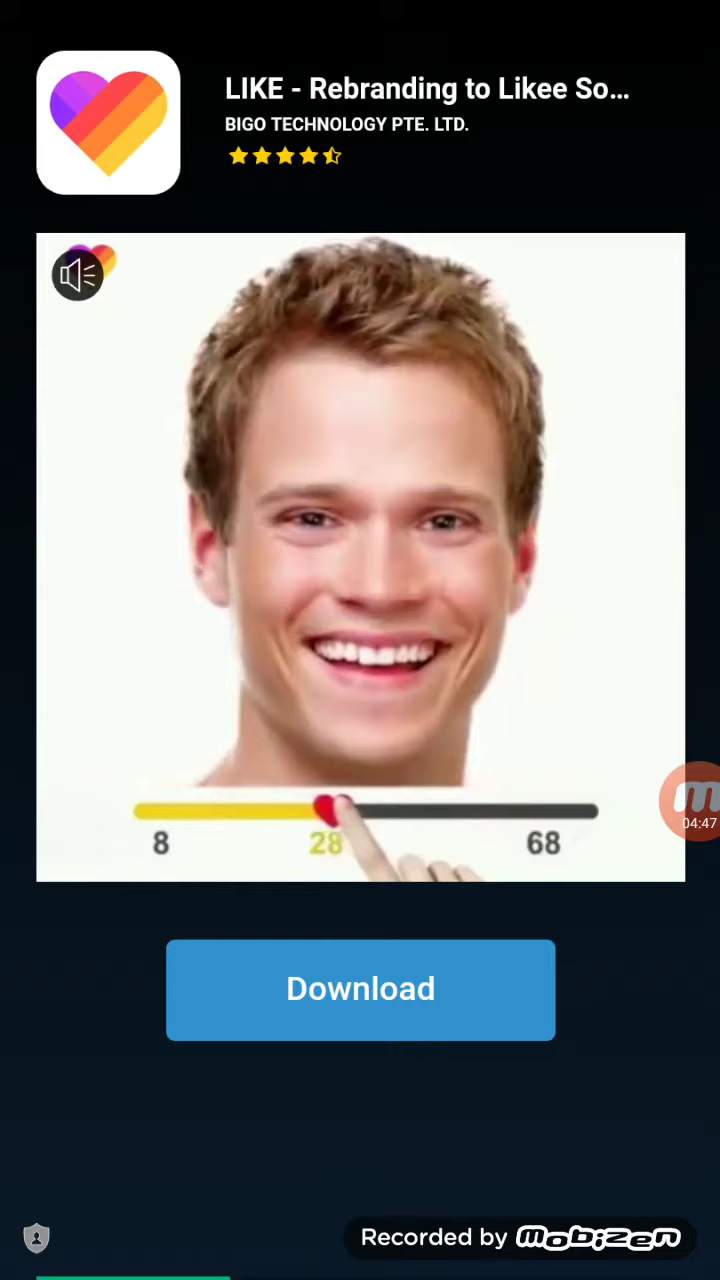 LIKE - Rebranding to Likee So...
BIGO TECHNOLOGY PTE. LTD.
8
28
68
m
04:47
Download
Recorded by mobizen